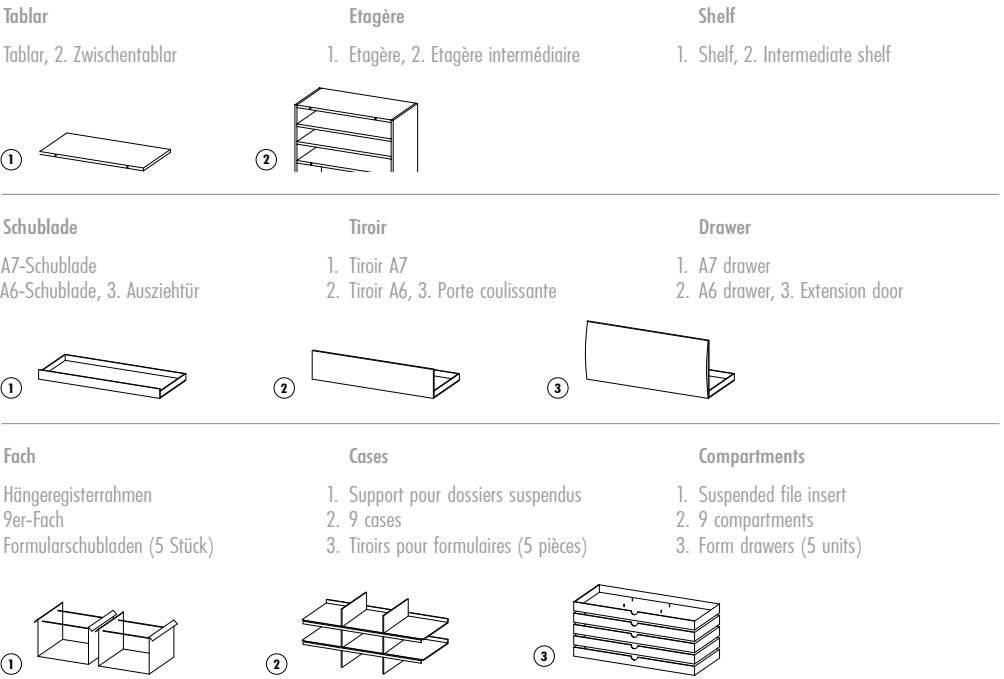 Tablar
Etagère
Shelf
Tablar, 2. Zwischentablar
1. Etagère, 2. Etagère intermédiaire
1. Shelf, 2. Intermediate shelf
1
2
Schublade
Tiroir
Drawer
A7-Schublade
1. Tiroir A7
1. A7 drawer
A6-Schublade, 3. Ausziehtür
2. Tiroir A6, 3. Porte coulissante
2. A6 drawer, 3. Extension door
1
2
3
Fach
Cases
Compartments
Hängeregisterrahmen
1. Support pour dossiers suspendus
1. Suspended file insert
9er-Fach
2. 9 cases
2. 9 compartments
Formularschubladen (5 Stück)
3. Tiroirs pour formulaires (5 pièces)
3. Form drawers (5 units)
1
2
3